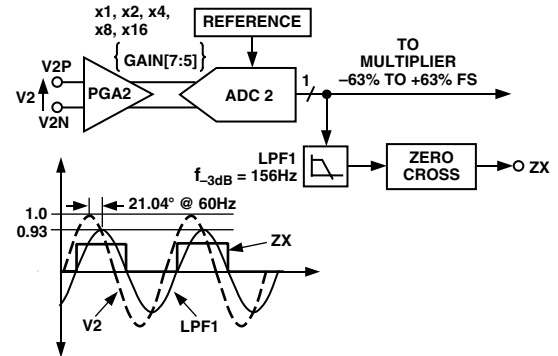 x1, x2, x4,
x8, x16
REFERENCE
{GAIN[7:5]}
V2P
V2
V2N
PGA2
ADC 2
1
TO
MULTIPLIER
–63% TO +63% FS
LPF1
f–3dB = 156Hz
ZERO
CROSS
ZX
21.04° @ 60Hz
1.0
0.93
ZX
V2
LPF1